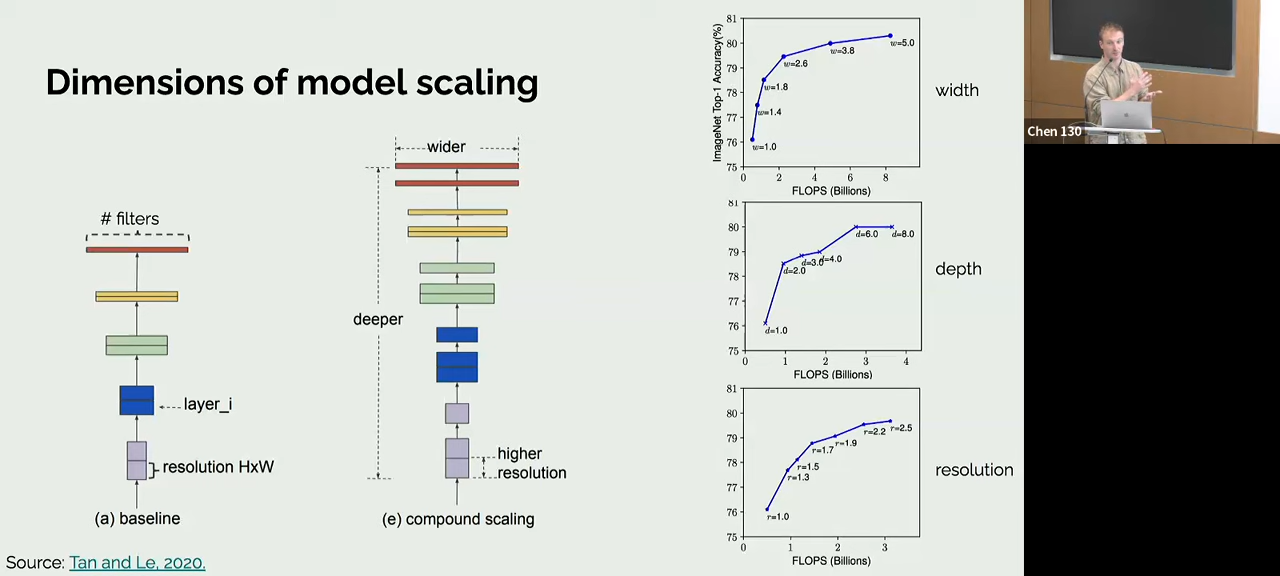 Dimensions of model scaling
# filters
layer_i
resolution HxW
(a) baseline
wider
deeper
higher
resolution
(e) compound scaling
Source: Tan and Le, 2020.
ImageNet Top-1 Accuracy(%)
81
80
79
78
77
76
75
w=1.0
w=1.4
w=1.8
w=2.6
w=3.8
w=5.0
0 2 4 6 8
FLOPS (Billions)
width
81
80
79
78
77
76
75
d=1.0
d=2.0
d=3.0
d=4.0
d=6.0
d=8.0
0 1 2 3 4
FLOPS (Billions)
depth
81
80
79
78
77
76
75
r=1.0
r=1.3
r=1.5
r=1.7
r=1.9
r=2.2
r=2.5
0 1 2 3
FLOPS (Billions)
resolution
Chen 130